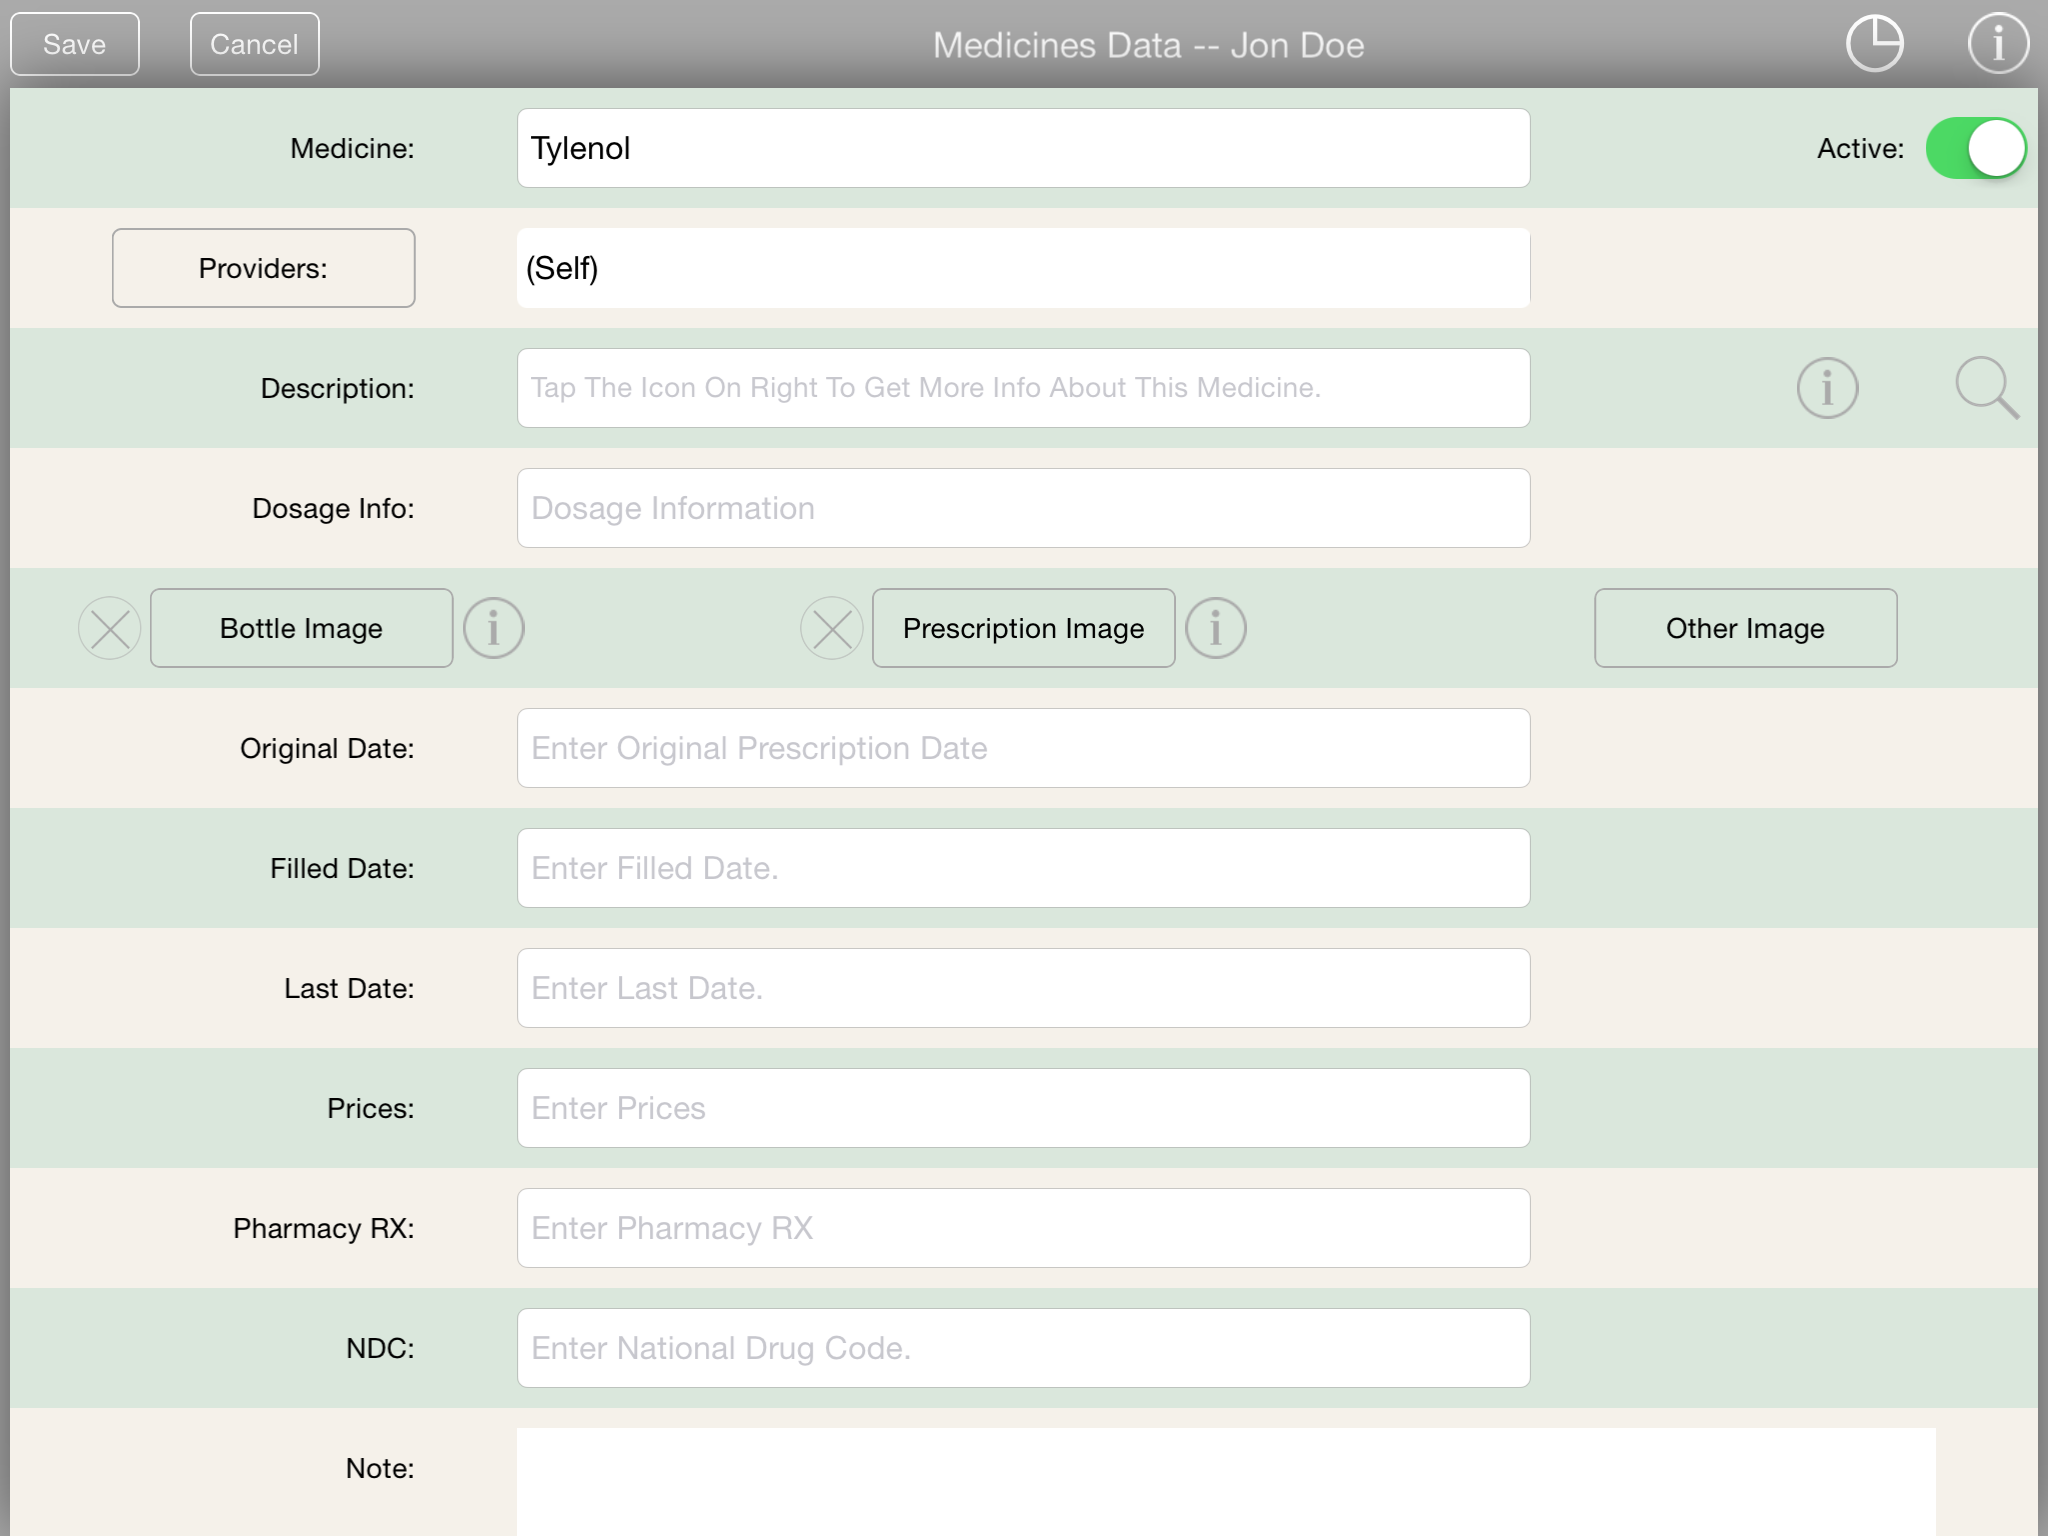 Save Cancel Medicines Data -- Jon Doe
Medicine: Tylenol Active:
Providers: (Self)
Description: Tap The Icon On Right To Get More Info About This Medicine.
Dosage Info: Dosage Information
Bottle Image Prescription Image Other Image
Original Date: Enter Original Prescription Date
Filled Date: Enter Filled Date.
Last Date: Enter Last Date.
Prices: Enter Prices
Pharmacy RX: Enter Pharmacy RX
NDC: Enter National Drug Code.
Note: